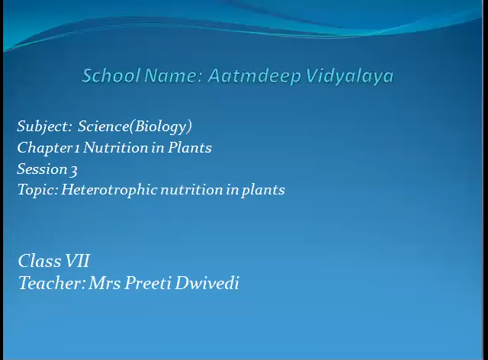 School Name: Aatmdeep Vidyalaya
Subject: Science(Biology)
Chapter1 Nutrition in Plants
Session 3
Topic: Heterotrophic nutrition in plants
Class VII
Teacher: Mrs Preeti Dwivedi